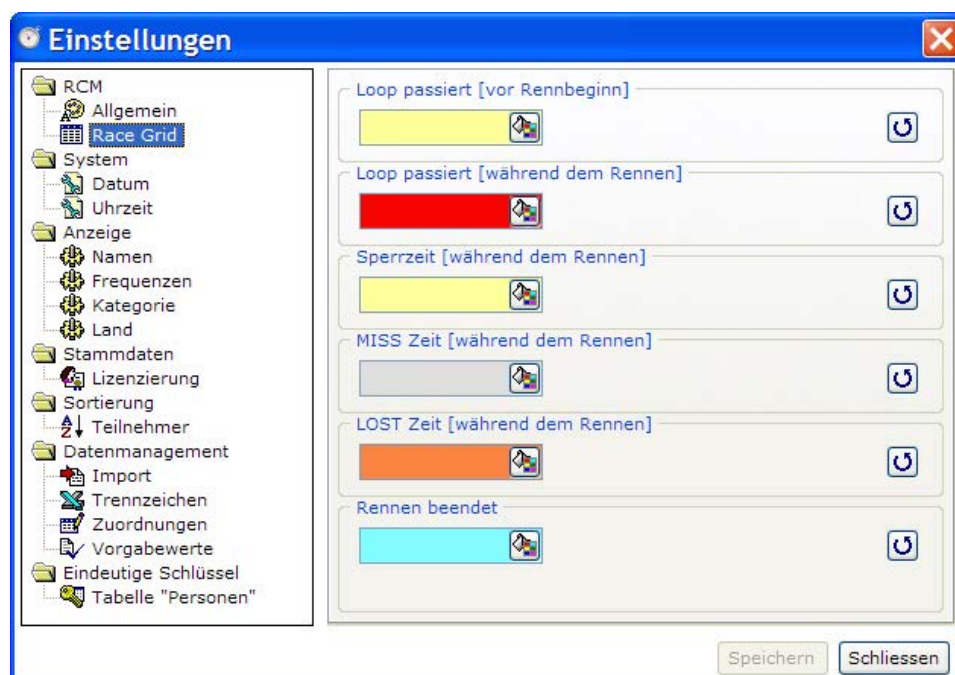 Einstellungen
RCM
Allgemein
Race Grid
System
Datum
Uhrzeit
Anzeige
Namen
Frequenzen
Kategorie
Land
Stammdaten
Lizenzierung
Sortierung
Teilnehmer
Datenmanagement
Import
Trennzeichen
Zuordnungen
Vorgabewerte
Eindeutige Schlüssel
Tabelle "Personen"
Loop passiert [vor Rennbeginn]
Loop passiert [während dem Rennen]
Sperrzeit [während dem Rennen]
MISS Zeit [während dem Rennen]
LOST Zeit [während dem Rennen]
Rennen beendet
Speichern
Schliessen